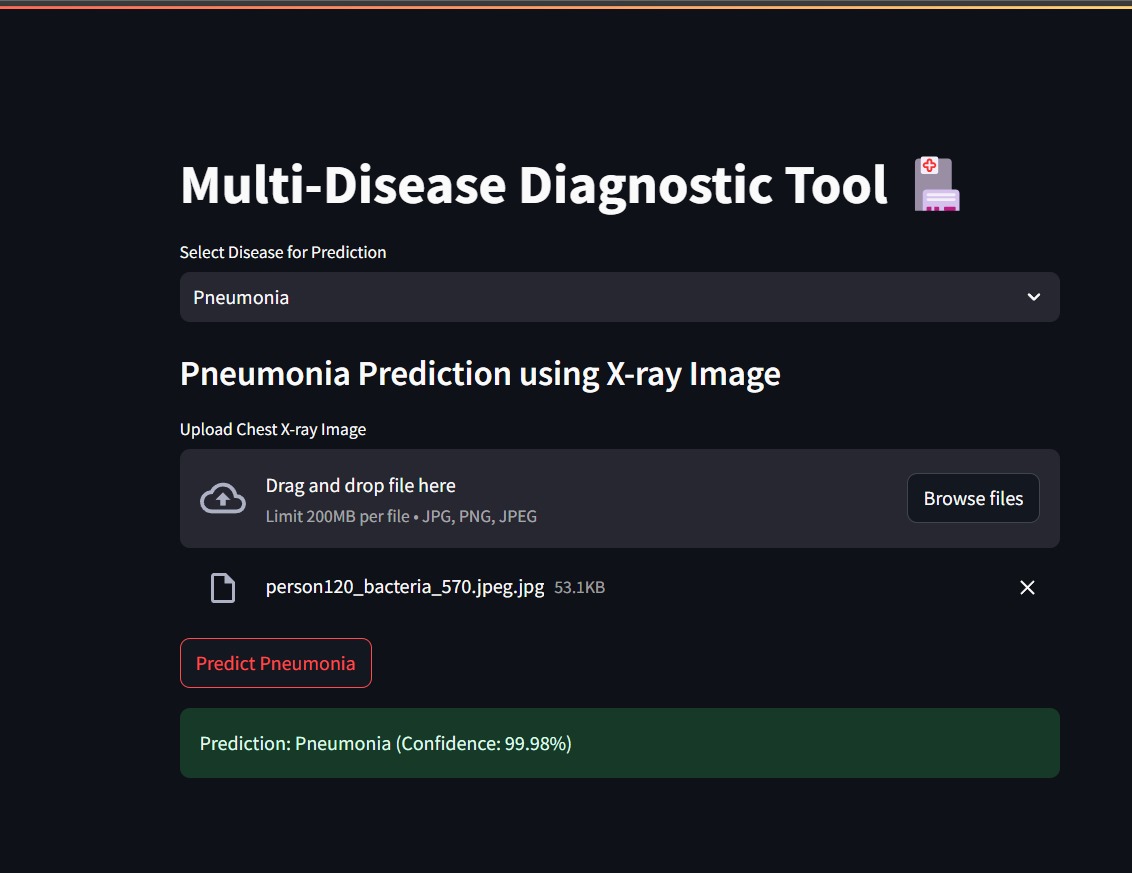 Multi-Disease Diagnostic Tool
Select Disease for Prediction
Pneumonia
Pneumonia Prediction using X-ray Image
Upload Chest X-ray Image
Drag and drop file here
Limit 200MB per file • JPG, PNG, JPEG
Browse files
person120_bacteria_570.jpeg.jpg 53.1KB
Predict Pneumonia
Prediction: Pneumonia (Confidence: 99.98%)